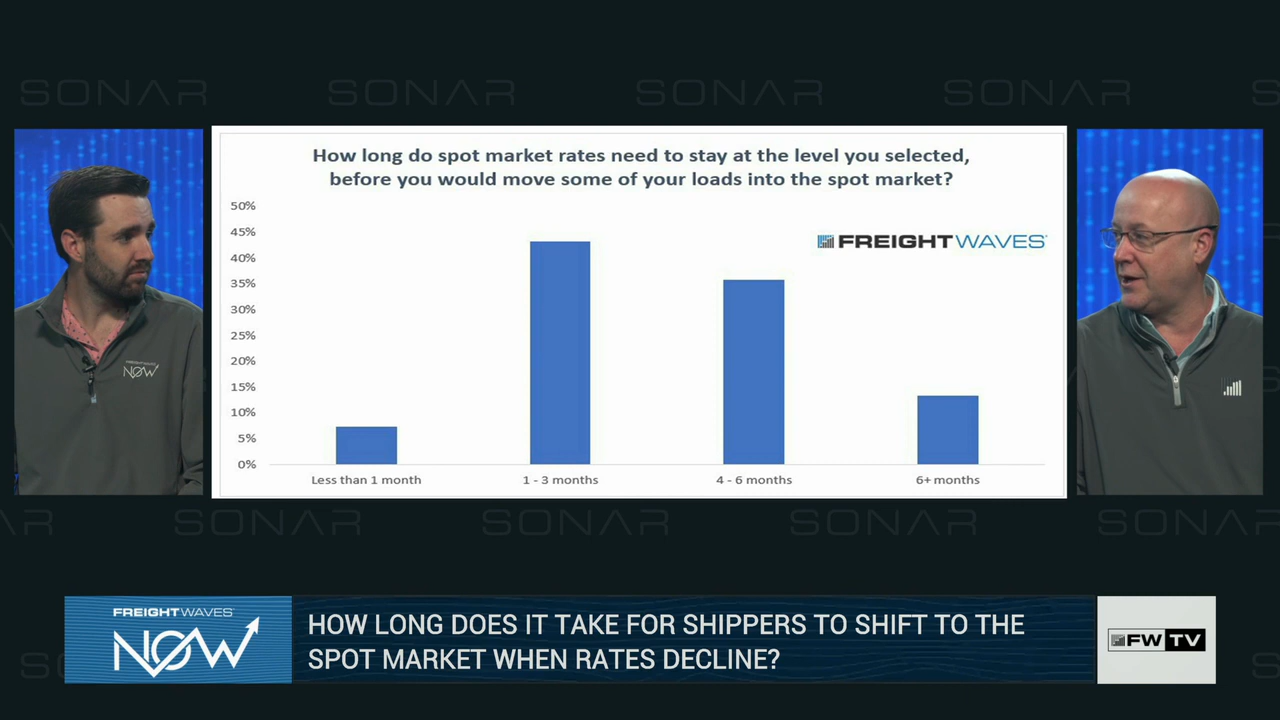 SONAR SONAR SONAR SONAR
How long do spot market rates need to stay at the level you selected,
before you would move some of your loads into the spot market?
50%
45%
40%
35%
30%
25%
20%
15%
10%
5%
0%
FREIGHTWAVES
Less than 1 month
1 - 3 months
4 - 6 months
6+ months
FREIGHTWAVES
NOW
SONAR SONAR SONAR
FREIGHTWAVES
NOW
HOW LONG DOES IT TAKE FOR SHIPPERS TO SHIFT TO THE
SPOT MARKET WHEN RATES DECLINE?
FWTV